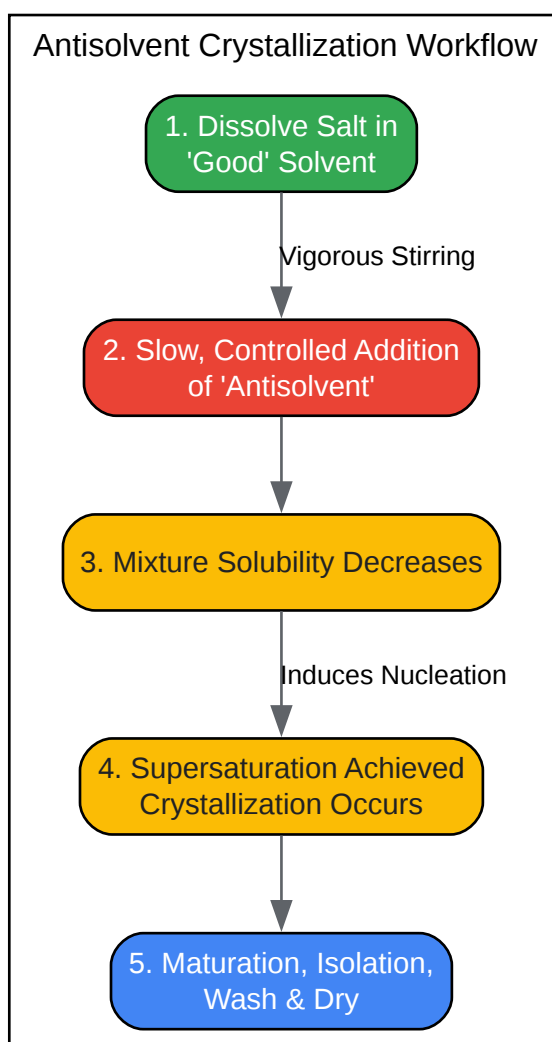 Antisolvent Crystallization Workflow
1. Dissolve Salt in
'Good' Solvent
Vigorous Stirring
2. Slow, Controlled Addition
of 'Antisolvent'
3. Mixture Solubility Decreases
Induces Nucleation
4. Supersaturation Achieved
Crystallization Occurs
5. Maturation, Isolation,
Wash & Dry